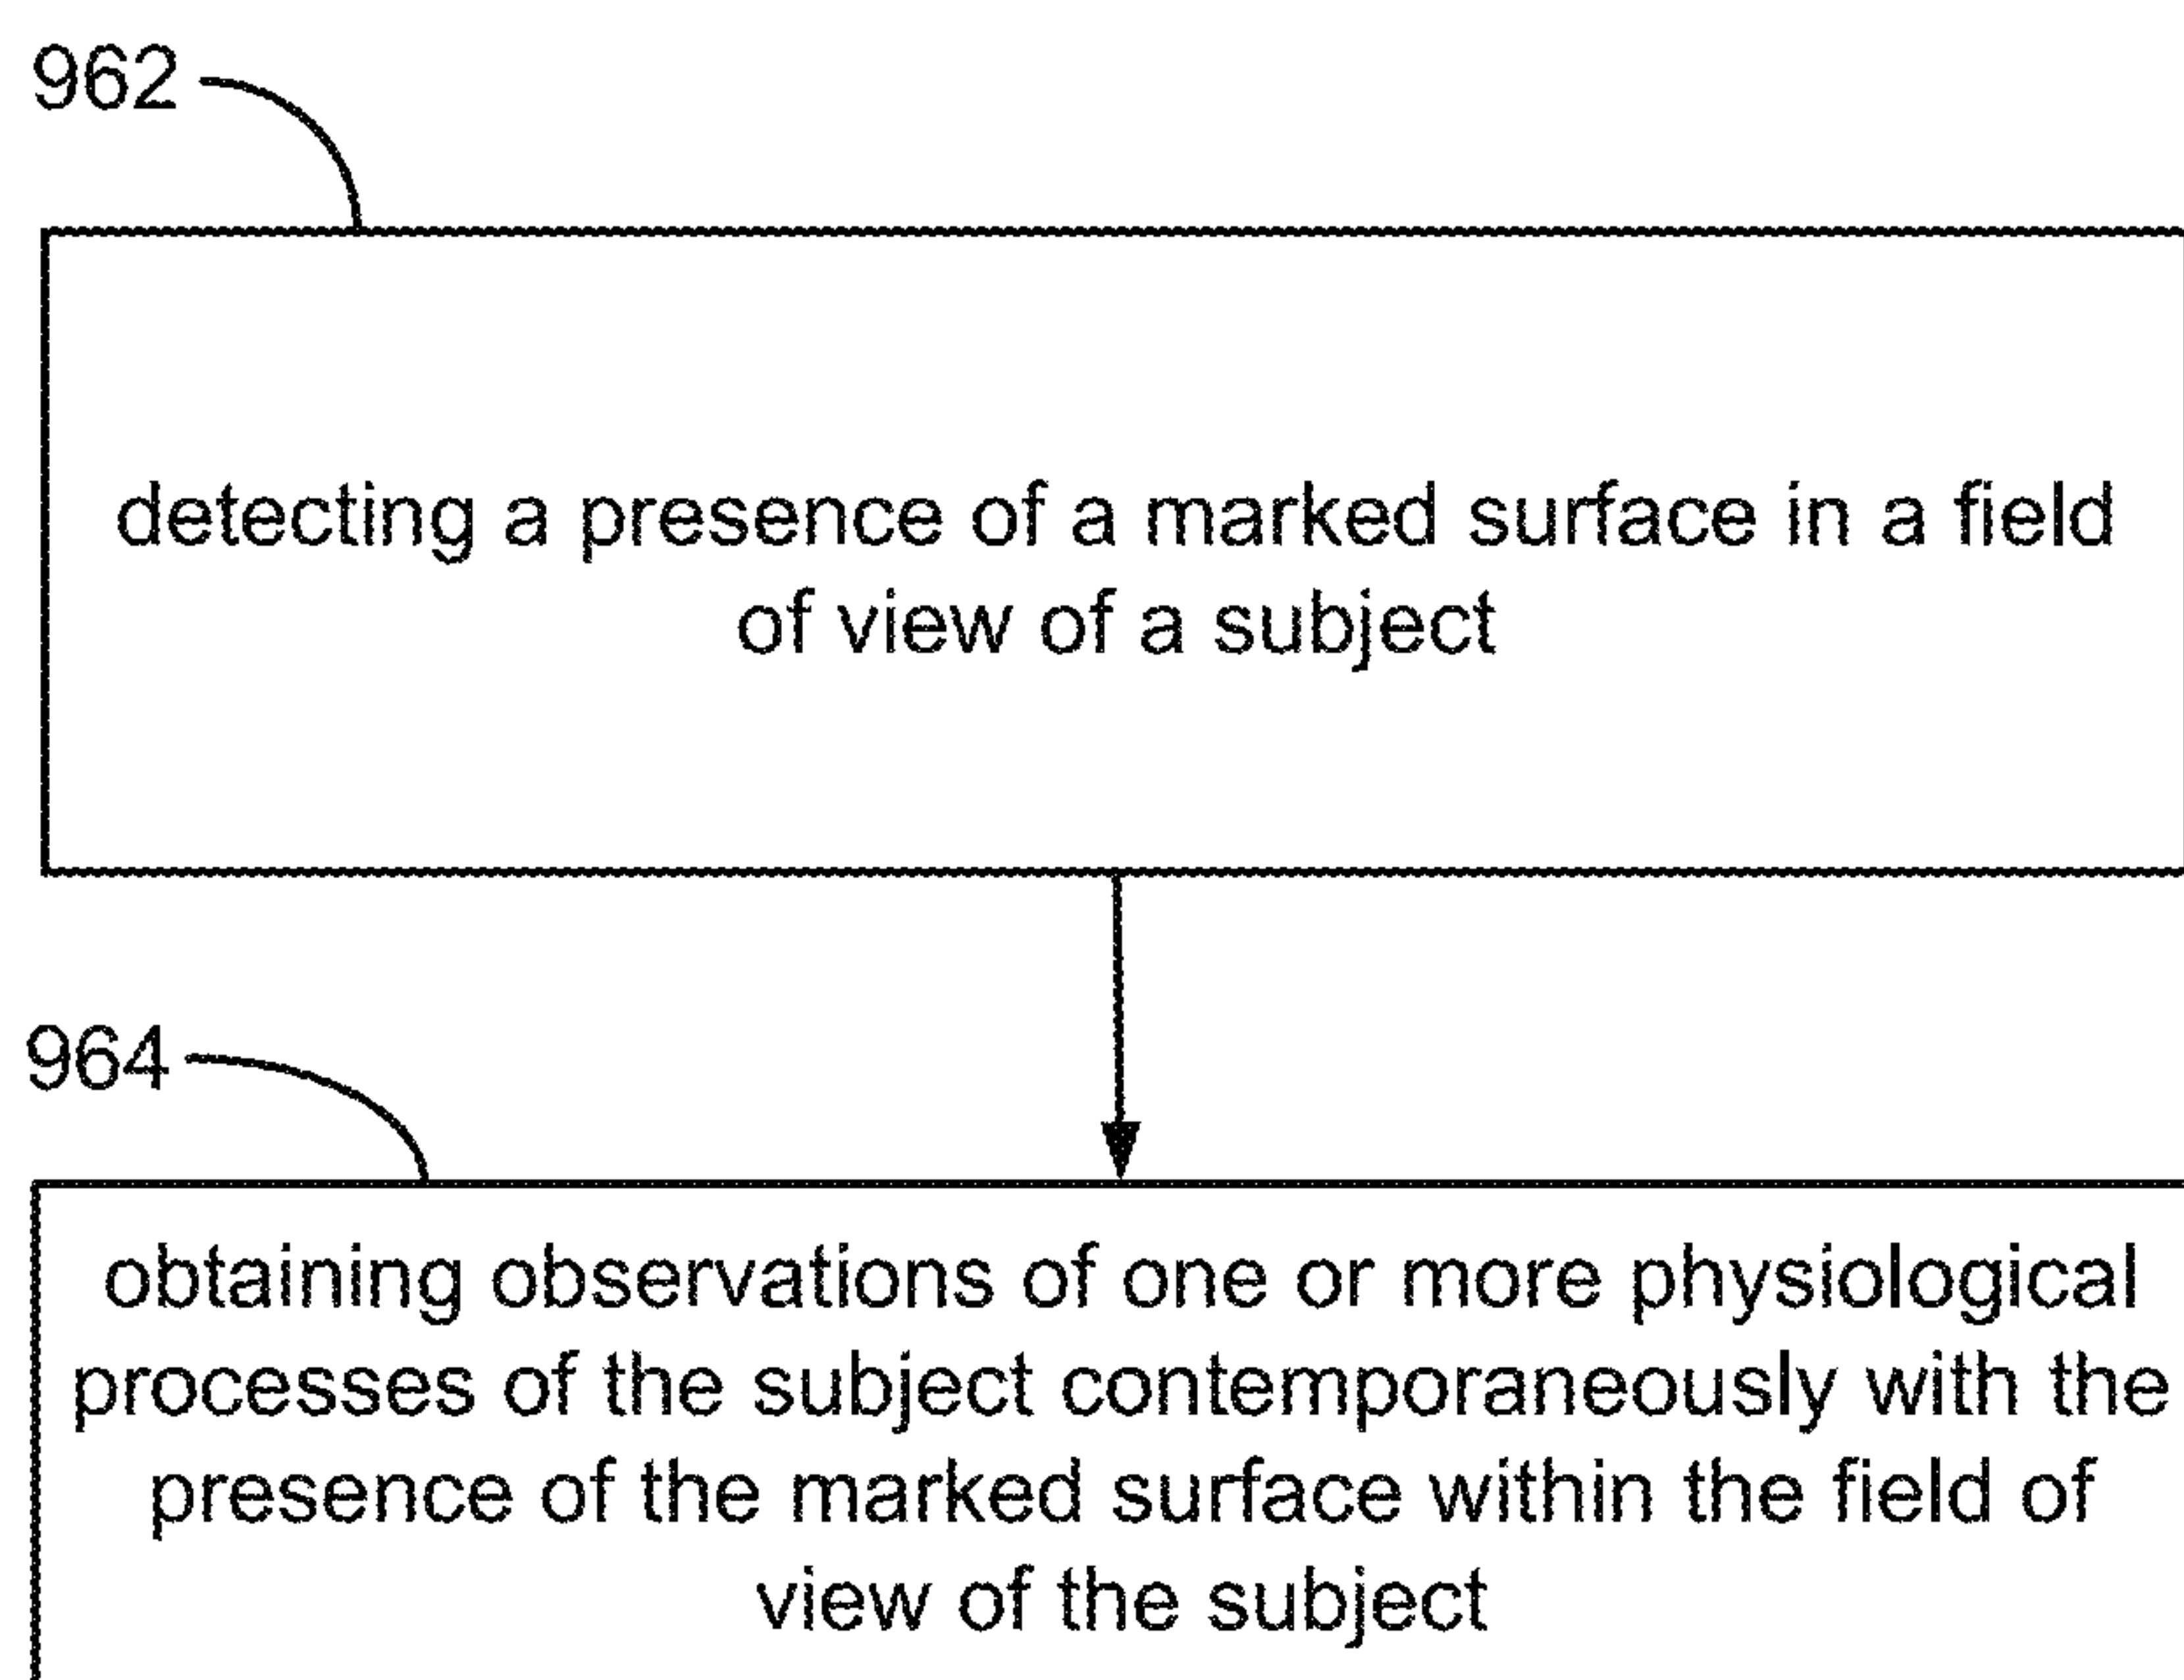 962
detecting a presence of a marked surface in a field
of view of a subject
964
obtaining observations of one or more physiological
processes of the subject contemporaneously with the
presence of the marked surface within the field of
view of the subject